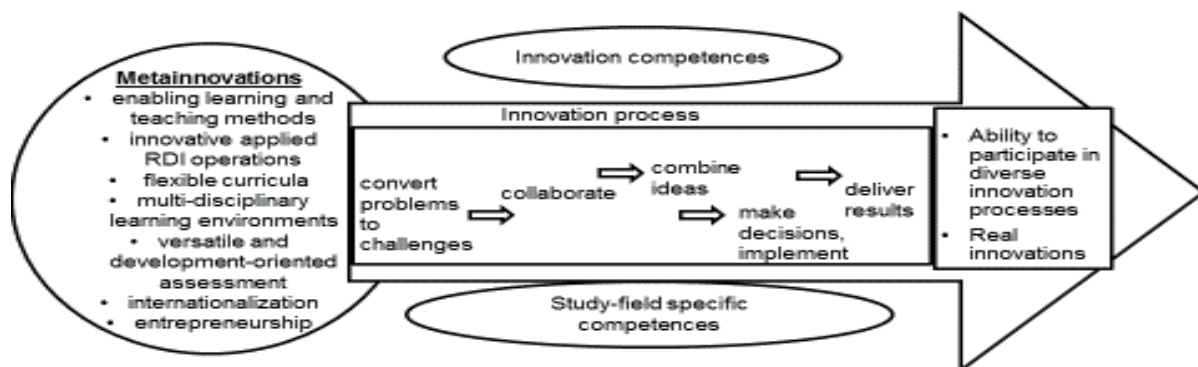 Metainnovations
• enabling learning and
teaching methods
• innovative applied
RDI operations
• flexible curricula
• multi-disciplinary
learning environments
• versatile and
development-oriented
assessment
• internationalization
• entrepreneurship
Innovation competences
Innovation process
convert
problems
to
challenges
collaborate
combine
ideas
make
decisions,
implement
deliver
results
Study-field specific
competences
• Ability to
participate in
diverse
innovation
processes
• Real
innovations